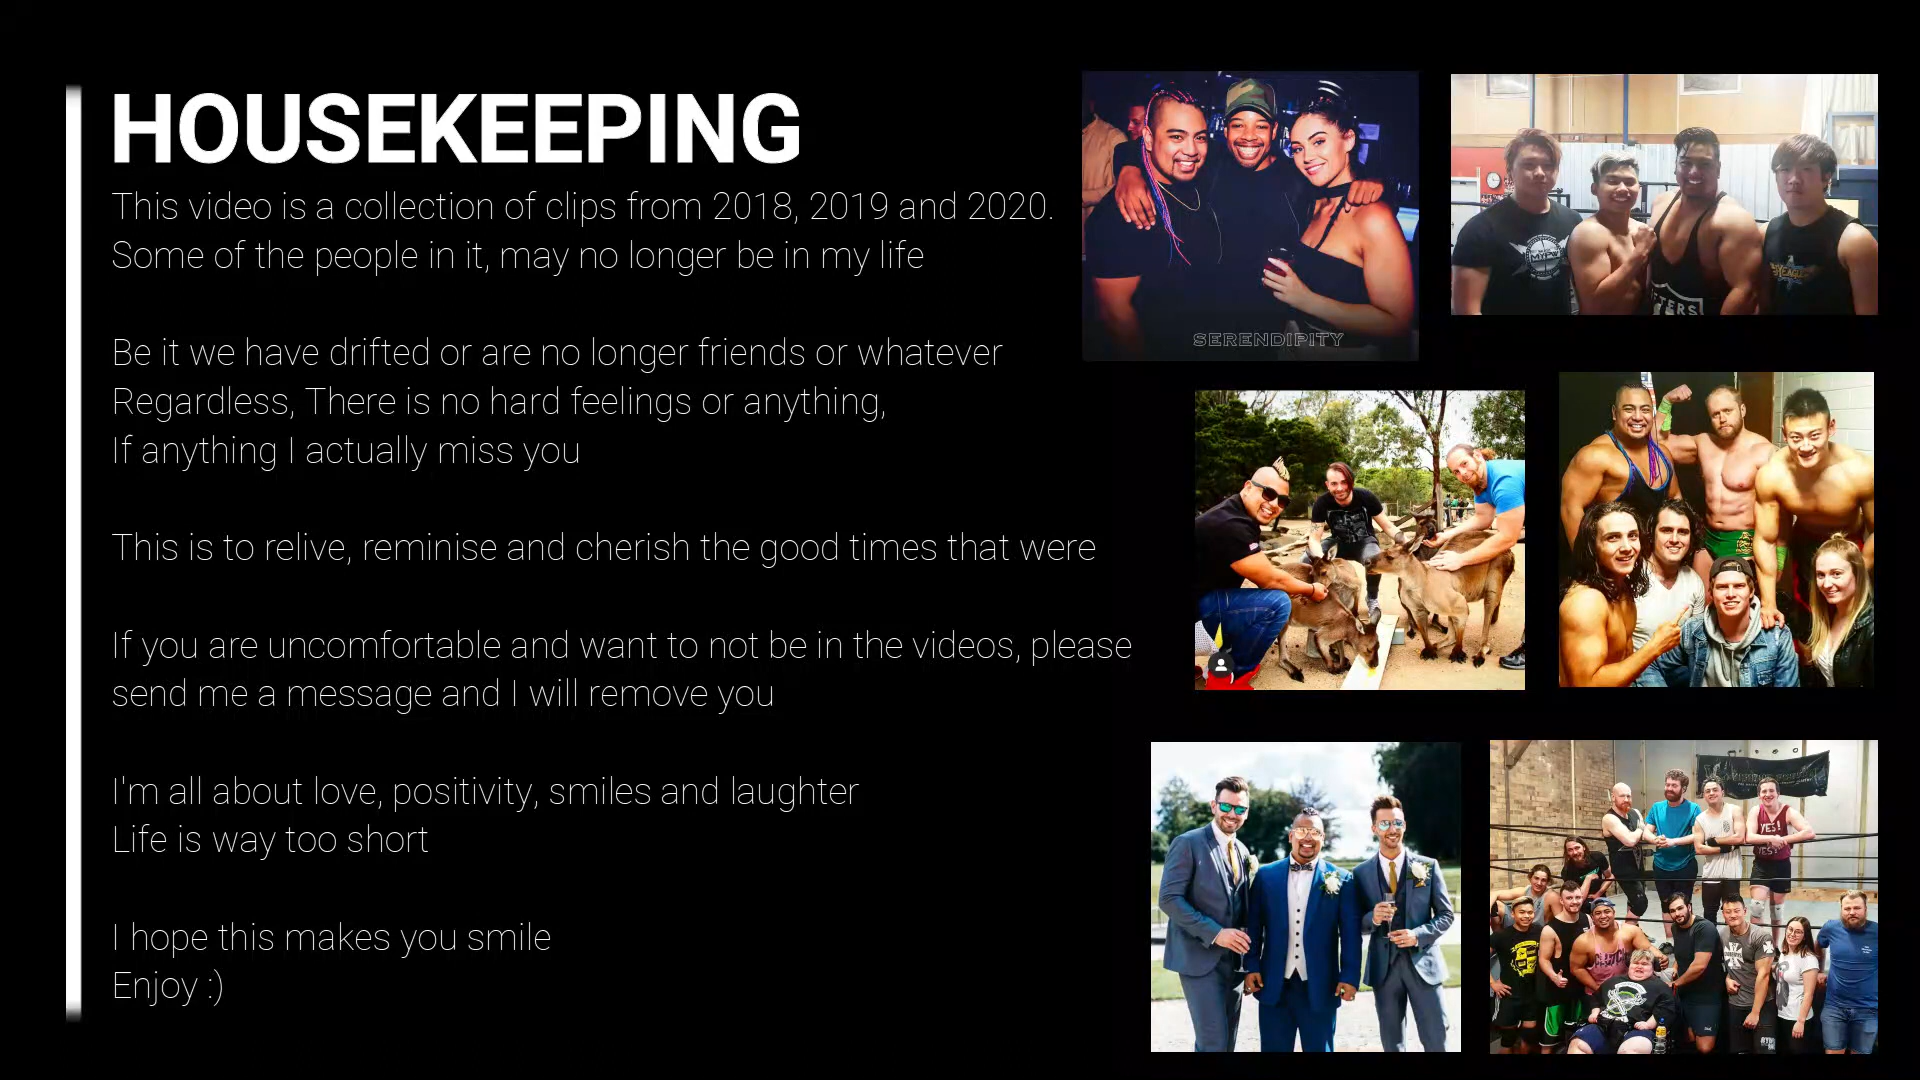 HOUSEKEEPING
This video is a collection of clips from 2018, 2019 and 2020.
Some of the people in it, may no longer be in my life
Be it we have drifted or are no longer friends or whatever
Regardless, There is no hard feelings or anything,
If anything I actually miss you
This is to relive, reminise and cherish the good times that were
If you are uncomfortable and want to not be in the videos, please
send me a message and I will remove you
I'm all about love, positivity, smiles and laughter
Life is way too short
I hope this makes you smile
Enjoy :)
SERENDIPITY
MYPW
YES!
YES!